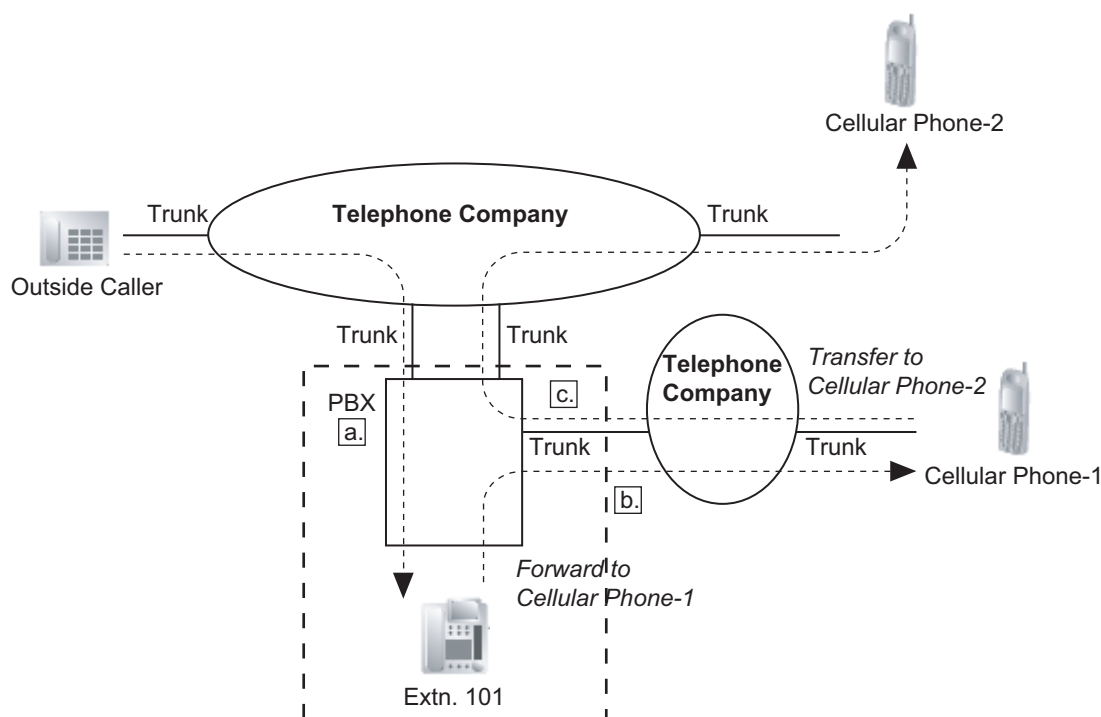 Cellular Phone-2
Trunk
Telephone Company
Trunk
Outside Caller
Trunk
Trunk
Telephone
Company
Transfer to
Cellular Phone-2
PBX
a.
c.
Trunk
Trunk
Cellular Phone-1
b.
Forward to
Cellular Phone-1
Extn. 101